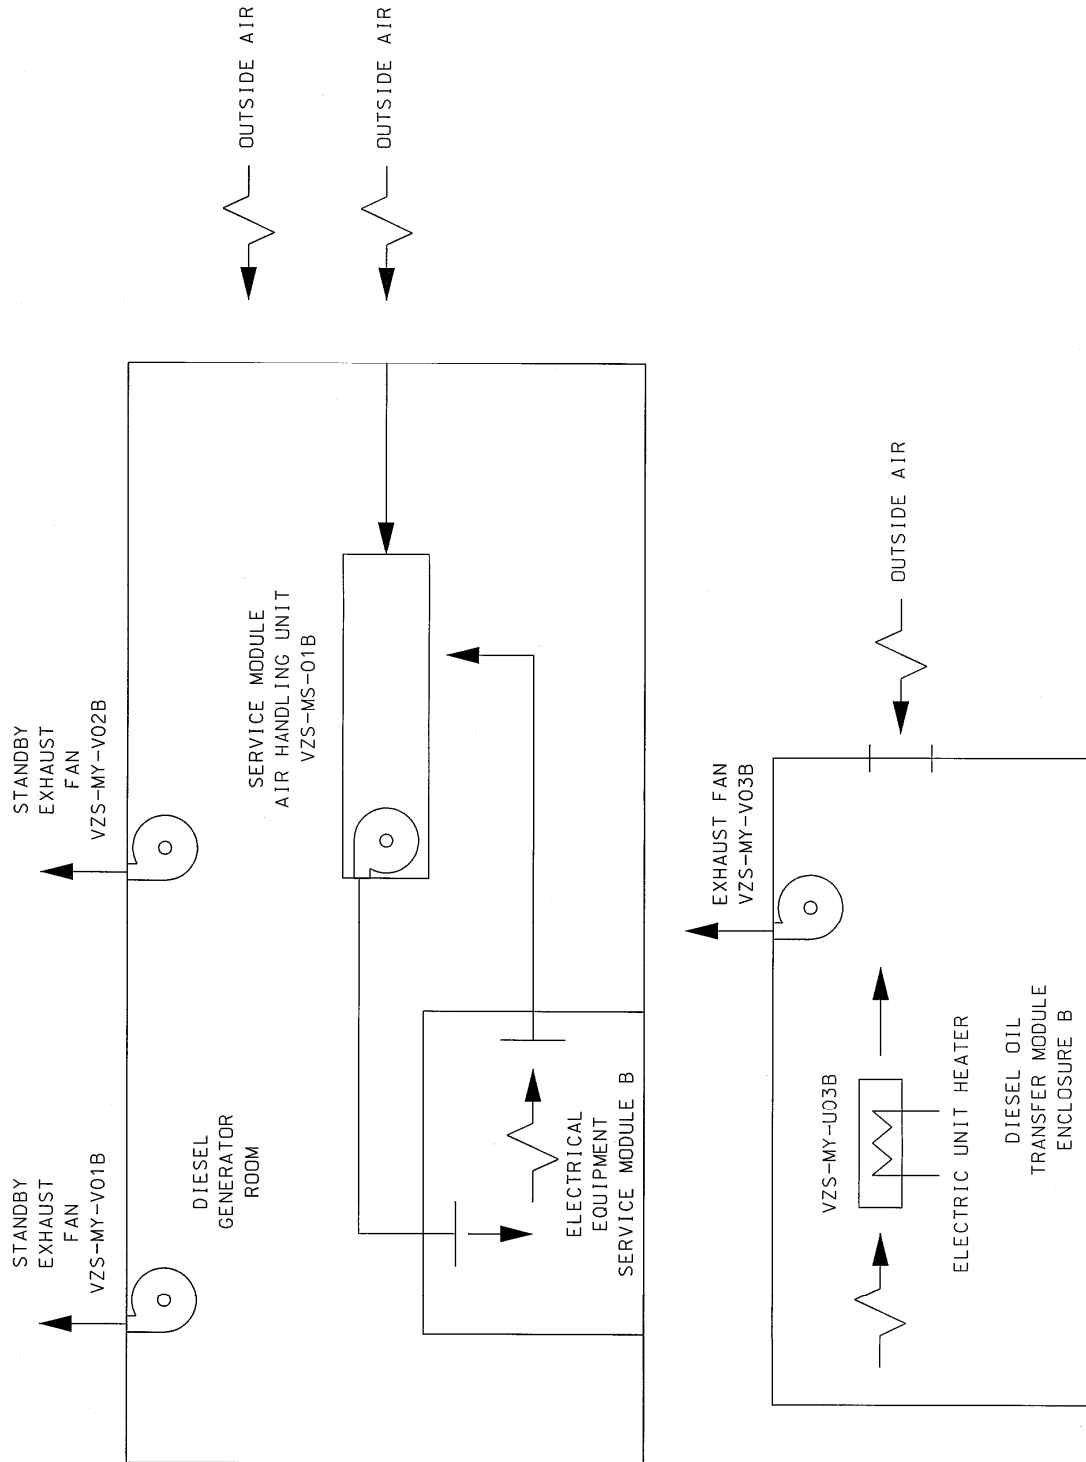 STANDBY
EXHAUST
FAN
VZS-MY-V01B
STANDBY
EXHAUST
FAN
VZS-MY-V02B
OUTSIDE AIR
OUTSIDE AIR
DIESEL
GENERATOR
ROOM
SERVICE MODULE
AIR HANDLING UNIT
VZS-MS-01B
ELECTRICAL
EQUIPMENT
SERVICE MODULE B
EXHAUST FAN
VZS-MY-V03B
OUTSIDE AIR
VZS-MY-U03B
ELECTRIC UNIT HEATER
DIESEL OIL
TRANSFER MODULE
ENCLOSURE B